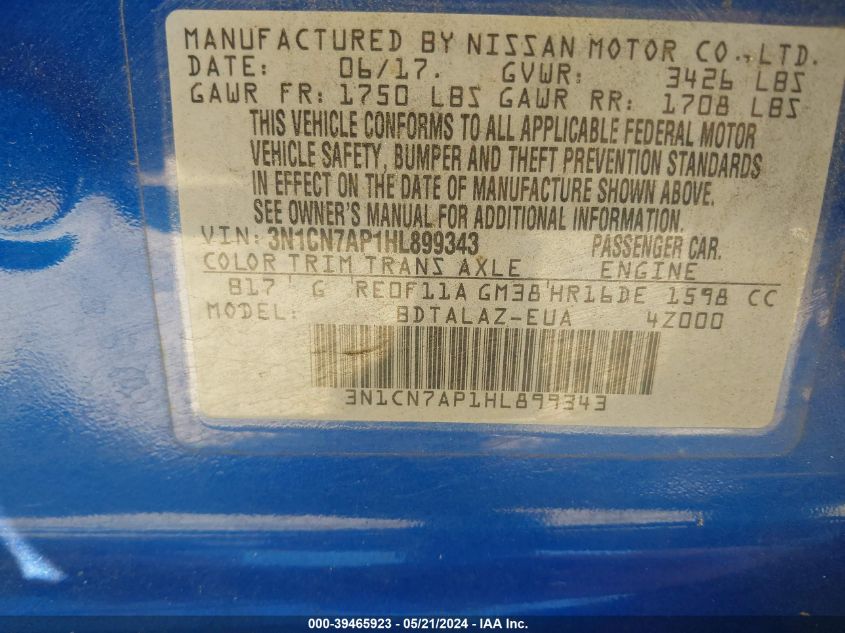 MANUFACTURED BY NISSAN MOTOR CO., LTD.
DATE: 06/17. GVWR: 3426 LBS
GAWR FR: 1750 LBS GAWR RR: 1708 LBS
THIS VEHICLE CONFORMS TO ALL APPLICABLE FEDERAL MOTOR
VEHICLE SAFETY, BUMPER AND THEFT PREVENTION STANDARDS
IN EFFECT ON THE DATE OF MANUFACTURE SHOWN ABOVE.
SEE OWNER'S MANUAL FOR ADDITIONAL INFORMATION.
VIN: 3N1CN7AP1HL899343 PASSENGER CAR.
COLOR TRIM TRANS AXLE ENGINE
B17 G RE0F11A GM38 HR16DE 1598 CC
MODEL: BDTALAZ-EUA 4Z000
3N1CN7AP1HL899343
000-39465923 - 05/21/2024 - IAA Inc.